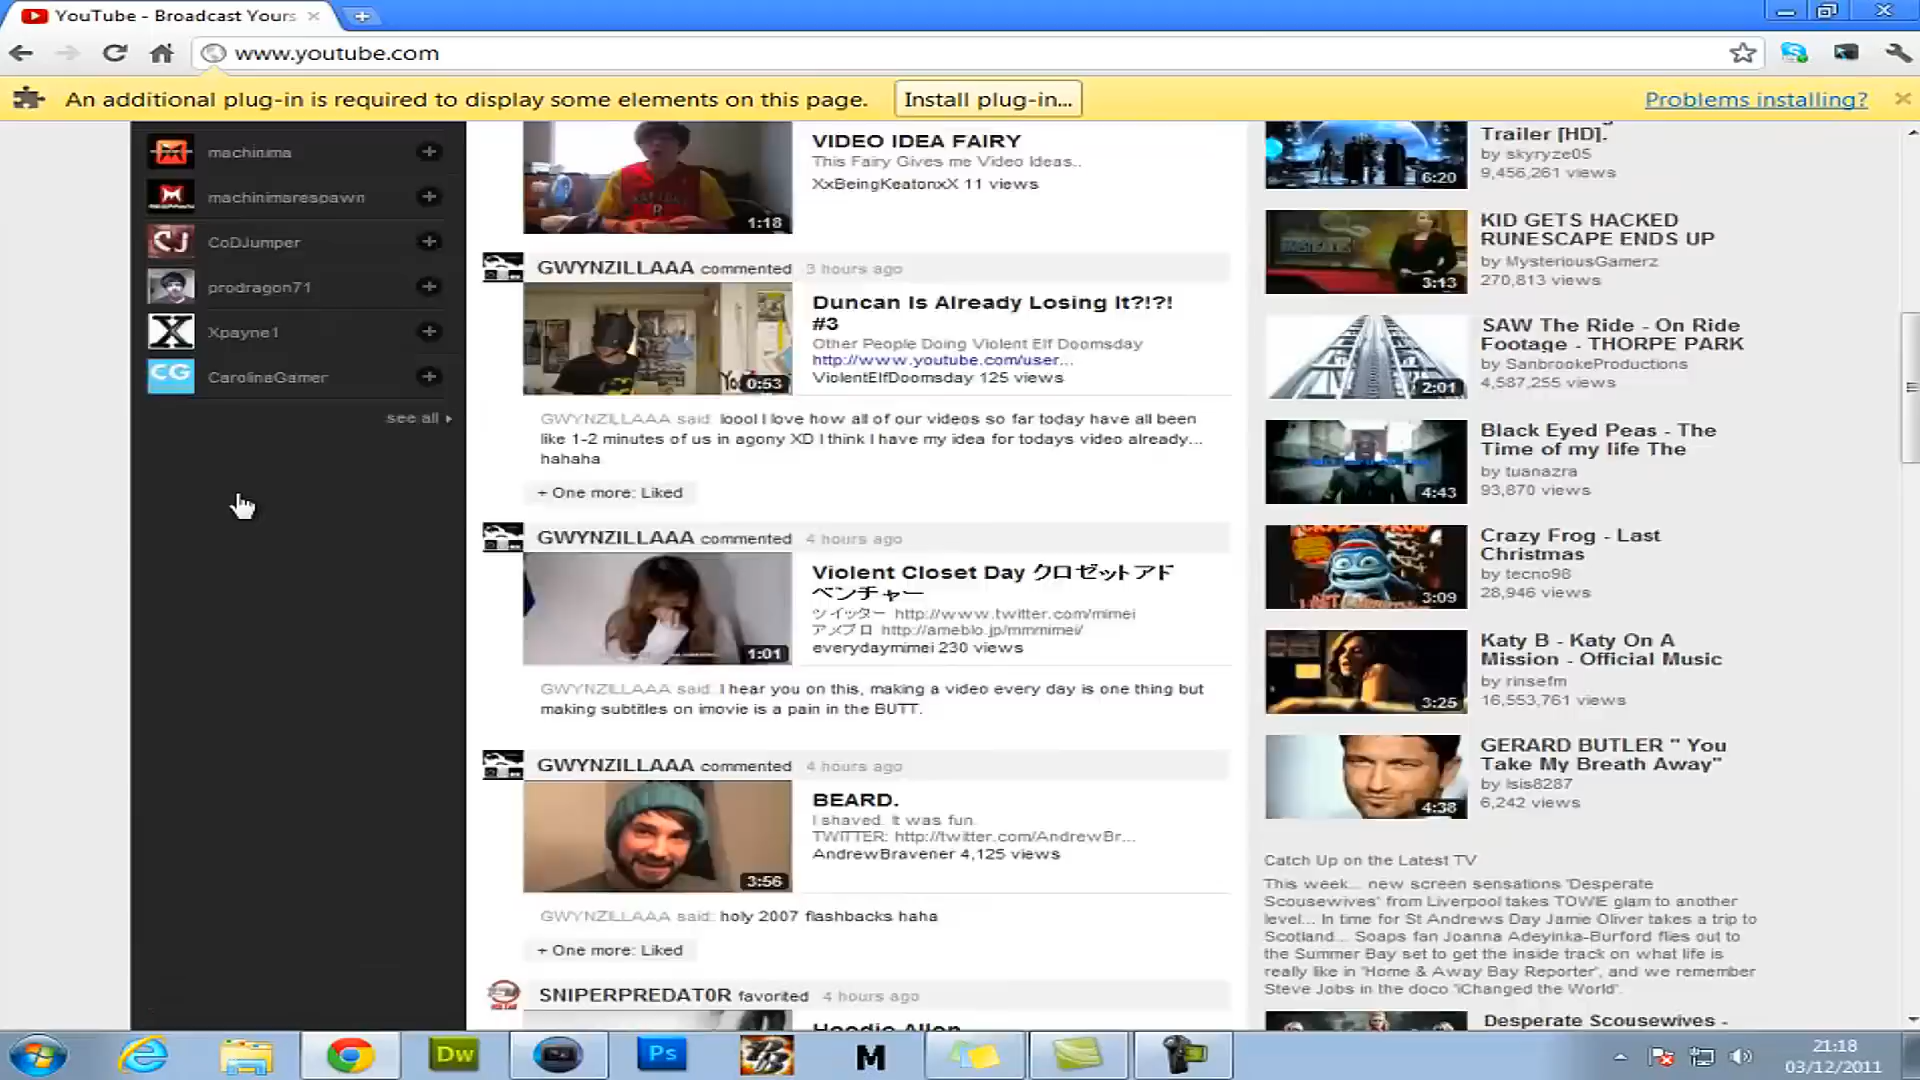 YouTube - Broadcast Yours
www.youtube.com
An additional plug-in is required to display some elements on this page.
Install plug-in...
Problems installing?
machinima
machinimarespawn
CoDJumper
prodragon71
Xpayne1
CG
CarolinaGamer
see all
VIDEO IDEA FAIRY
This Fairy Gives me Video Ideas..
XxBeingKeatonxX 11 views
1:18
GWYNZILLAAA commented 3 hours ago
Duncan Is Already Losing It?!?!
#3
Other People Doing Violent Elf Doomsday
http://www.youtube.com/user...
ViolentElfDoomsday 125 views
0:53
GWYNZILLAAA said: loool I love how all of our videos so far today have all been
like 1-2 minutes of us in agony XD I think I have my idea for todays video already...
hahaha
+ One more: Liked
GWYNZILLAAA commented 4 hours ago
Violent Closet Day クロゼットアド
ベンチャー
ツイッター http://www.twitter.com/mimei
アメブロ http://ameblo.jp/mmmimei/
everydaymimei 230 views
1:01
GWYNZILLAAA said: I hear you on this, making a video every day is one thing but
making subtitles on imovie is a pain in the BUTT.
GWYNZILLAAA commented 4 hours ago
BEARD.
I shaved. It was fun.
TWITTER: http://twitter.com/AndrewBr...
AndrewBravener 4,125 views
3:56
GWYNZILLAAA said: holy 2007 flashbacks haha
+ One more: Liked
SNIPERPREDAT0R favorited 4 hours ago
Hoodie Allen
Trailer [HD].
by skyryze05
9,456,261 views
6:20
KID GETS HACKED
RUNESCAPE ENDS UP
by MysteriousGamerz
270,813 views
3:13
SAW The Ride - On Ride
Footage - THORPE PARK
by SanbrookeProductions
4,587,255 views
2:01
Black Eyed Peas - The
Time of my life The
by tuanazra
93,870 views
4:43
Crazy Frog - Last
Christmas
by tecno98
28,946 views
3:09
Katy B - Katy On A
Mission - Official Music
by rinsefm
16,553,761 views
3:25
GERARD BUTLER " You
Take My Breath Away"
by Isis8287
6,242 views
4:38
Catch Up on the Latest TV
This week... new screen sensations 'Desperate
Scousewives' from Liverpool takes TOWIE glam to another
level... In time for St Andrews Day Jamie Oliver takes a trip to
Scotland... Soaps fan Joanna Adeyinka-Burford flies out to
the Summer Bay set to get the inside track on what life is
really like in 'Home & Away Bay Reporter', and we remember
Steve Jobs in the doco 'iChanged the World'.
Desperate Scousewives -
Dw
Ps
M
21:18
03/12/2011